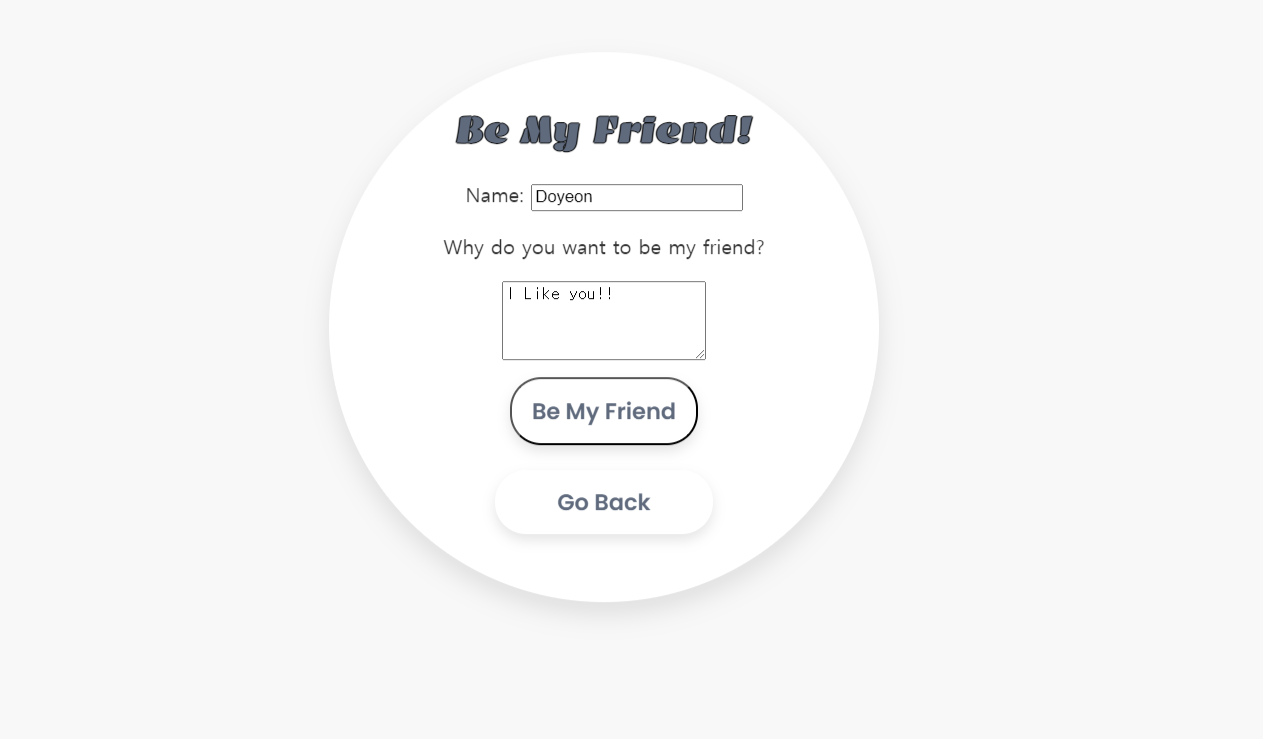 Be My Friend!
Name: Doyeon
Why do you want to be my friend?
I Like you!!
Be My Friend
Go Back